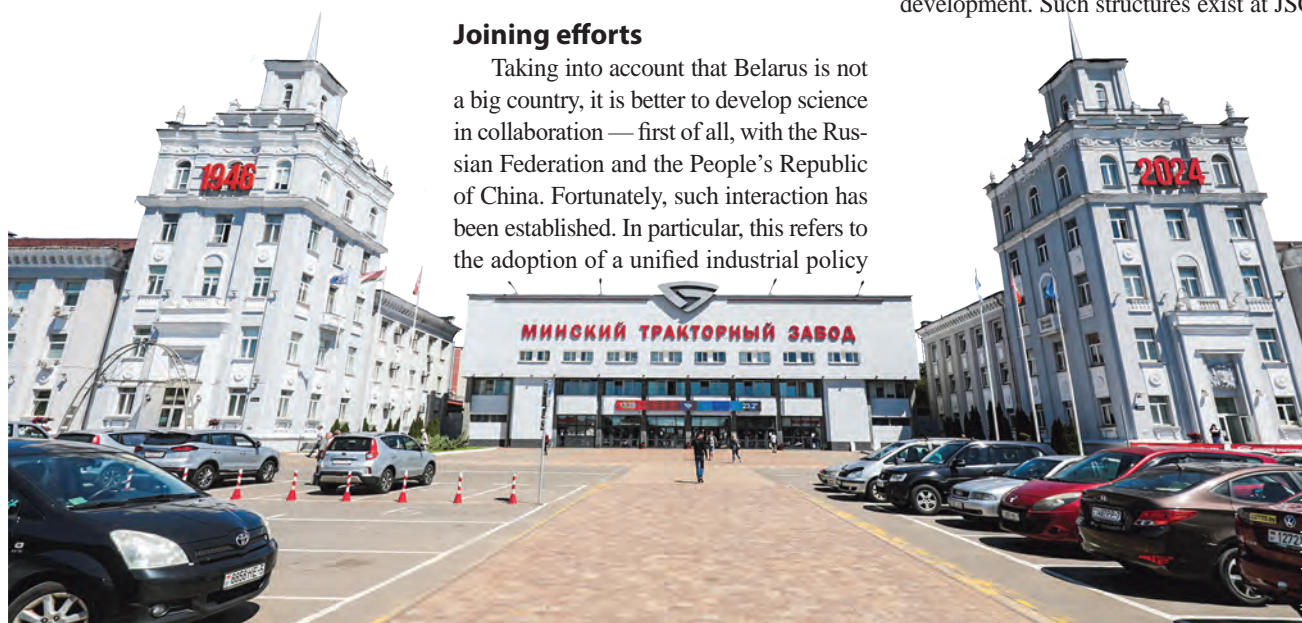 development. Such structures exist at JSC
Joining efforts
Taking into account that Belarus is not
a big country, it is better to develop science
in collaboration — first of all, with the Rus-
sian Federation and the People's Republic
of China. Fortunately, such interaction has
been established. In particular, this refers to
the adoption of a unified industrial policy
1946
2024
МИНСКИЙ ТРАКТОРНЫЙ ЗАВОД